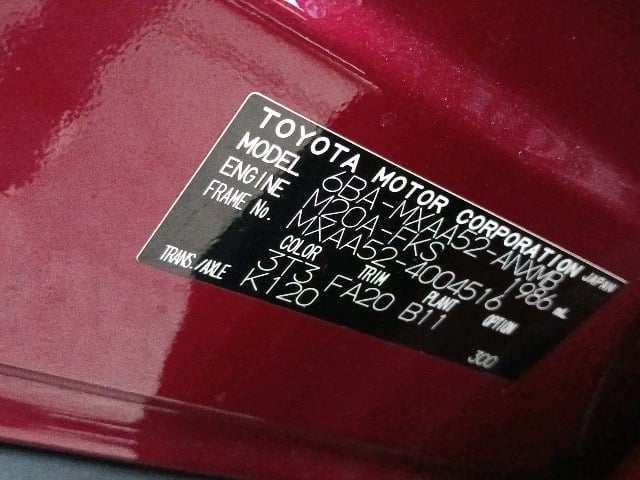 TOYOTA MOTOR CORPORATION JAPAN
MODEL 6BA-MXAA52-ANXNB
ENGINE M20A-FKS 1986 mL
FRAME No. MXAA52-4004516
COLOR TRIM PLANT OPTION
3T3 FA20 B11
TRANS./AXLE K120
300